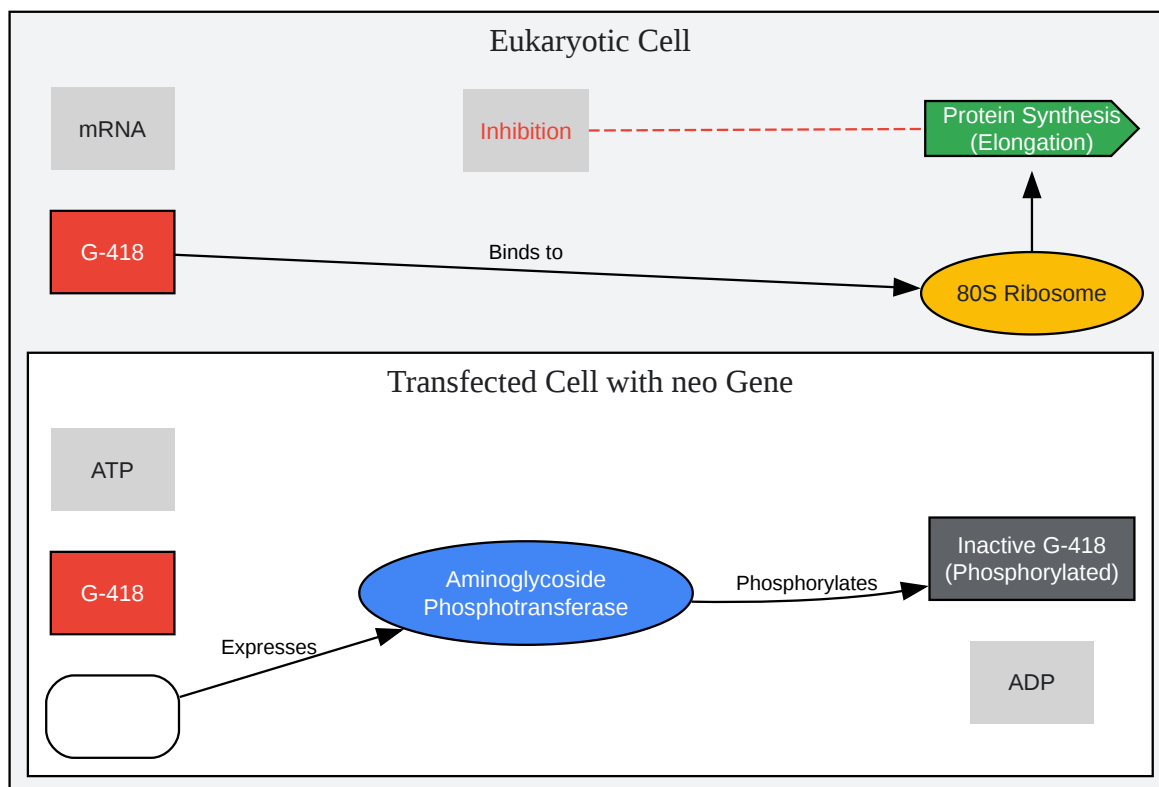 Eukaryotic Cell
mRNA
Inhibition
Protein Synthesis
(Elongation)
G-418
Binds to
80S Ribosome
Transfected Cell with neo Gene
ATP
G-418
Aminoglycoside
Phosphotransferase
Phosphorylates
Inactive G-418
(Phosphorylated)
Expresses
ADP